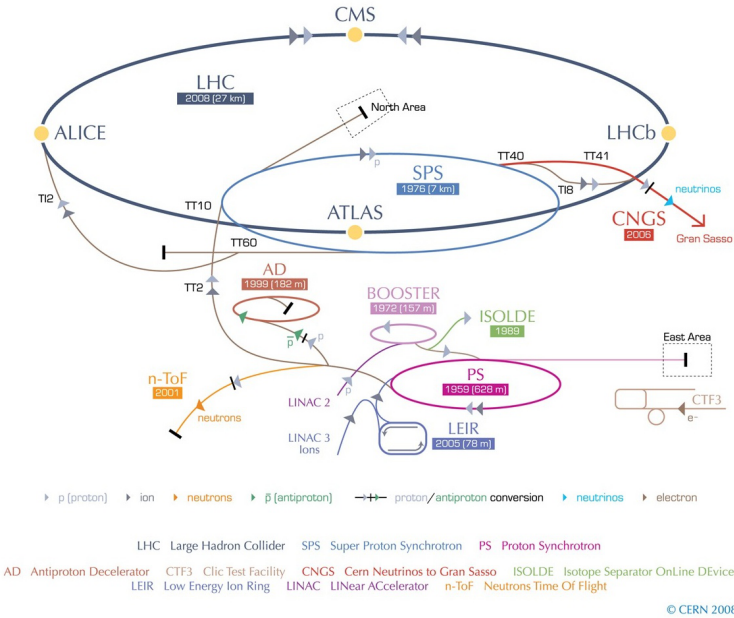 CMS
LHC
2008 (27 km)
North Area
ALICE
LHCb
p
TT40
TT41
SPS
1976 (7 km)
TI8
neutrinos
TI2
TT10
ATLAS
CNGS
2006
Gran Sasso
TT60
AD
1999 (182 m)
TT2
BOOSTER
1972 (157 m)
ISOLDE
1989
p
p̅
East Area
n-ToF
2001
PS
1959 (628 m)
p
LINAC 2
neutrons
CTF3
e-
LEIR
2005 (78 m)
LINAC 3
Ions
p (proton)
ion
neutrons
p̅ (antiproton)
proton/antiproton conversion
neutrinos
electron
LHC Large Hadron Collider SPS Super Proton Synchrotron PS Proton Synchrotron
AD Antiproton Decelerator CTF3 Clic Test Facility CNGS Cern Neutrinos to Gran Sasso ISOLDE Isotope Separator OnLine DEvice
LEIR Low Energy Ion Ring LINAC LINear ACcelerator n-ToF Neutrons Time Of Flight
© CERN 2008